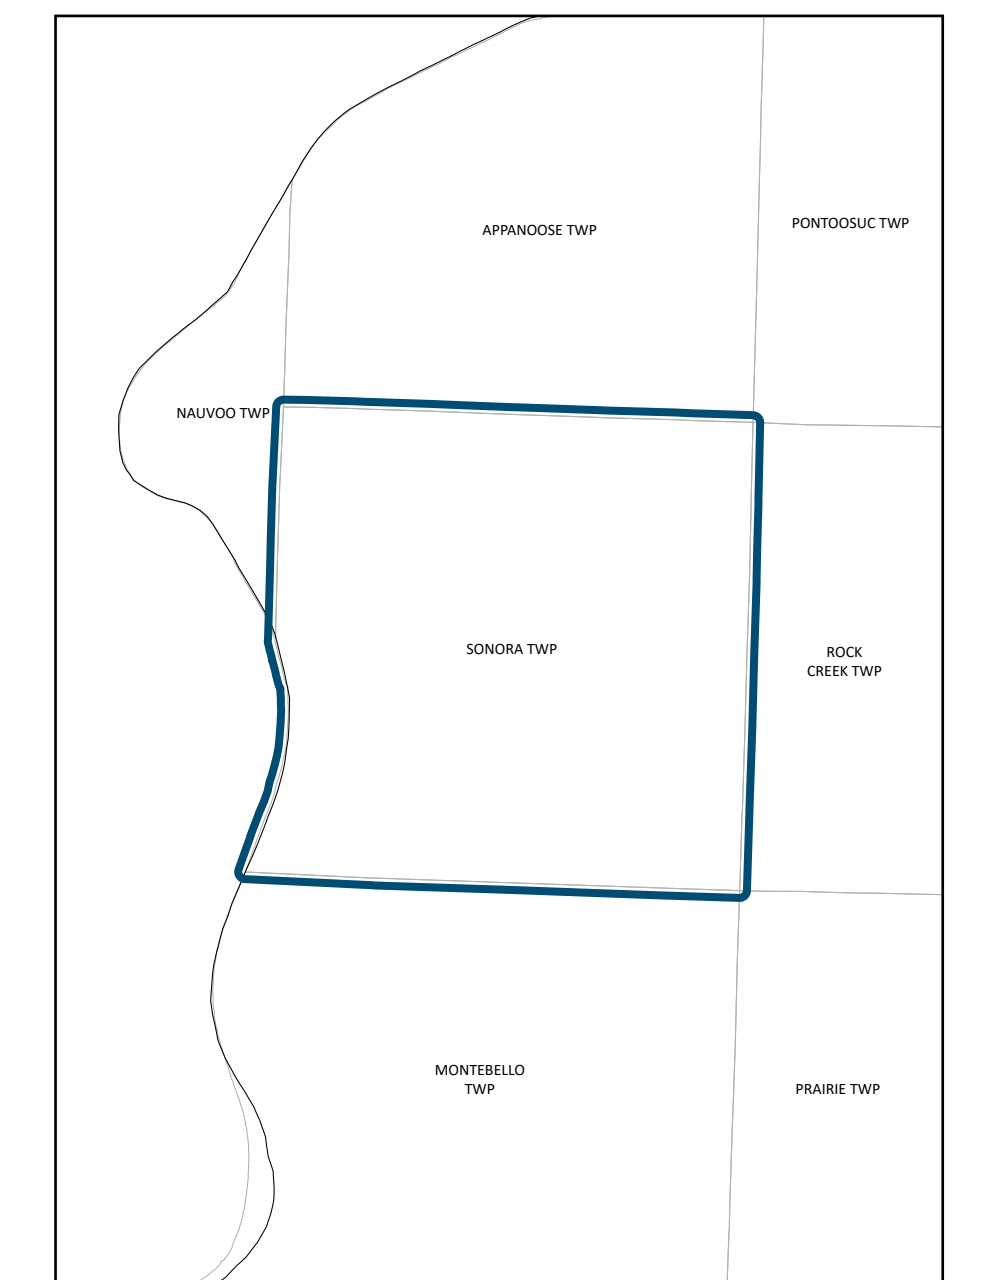 PONTOOSUC TWP
APPANOOSE TWP
NAUVOO TWP
SONORA TWP
ROCK
CREEK TWP
MONTEBELLO
TWP
PRAIRIE TWP